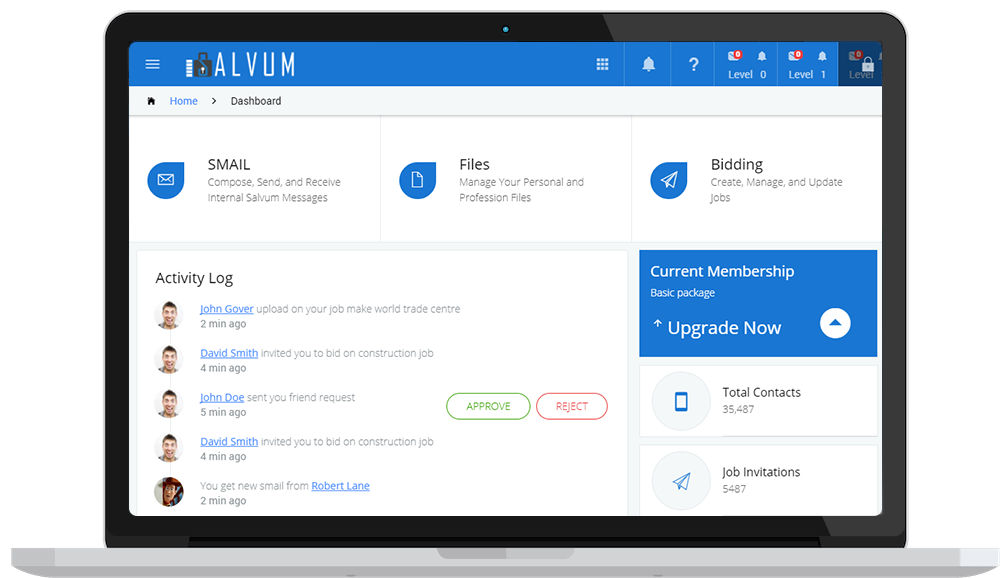 ALVUM
?
0
Level 0
0
Level 1
0
Level
Home > Dashboard
SMAIL
Compose, Send, and Receive
Internal Salvum Messages
Files
Manage Your Personal and
Profession Files
Bidding
Create, Manage, and Update
Jobs
Activity Log
John Gover upload on your job make world trade centre
2 min ago
David Smith invited you to bid on construction job
4 min ago
John Doe sent you friend request
5 min ago
APPROVE
REJECT
David Smith invited you to bid on construction job
4 min ago
You get new smail from Robert Lane
2 min ago
Current Membership
Basic package
Upgrade Now
Total Contacts
35,487
Job Invitations
5487